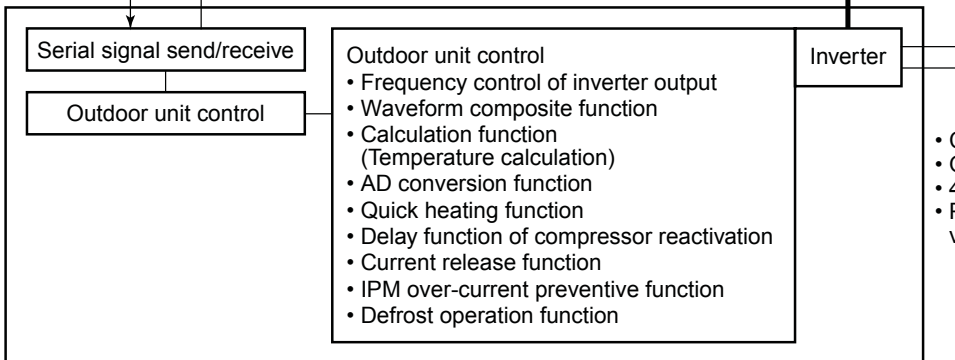 Serial signal send/receive
Outdoor unit control
Outdoor unit control
• Frequency control of inverter output
• Waveform composite function
• Calculation function
(Temperature calculation)
• AD conversion function
• Quick heating function
• Delay function of compressor reactivation
• Current release function
• IPM over-current preventive function
• Defrost operation function
Inverter